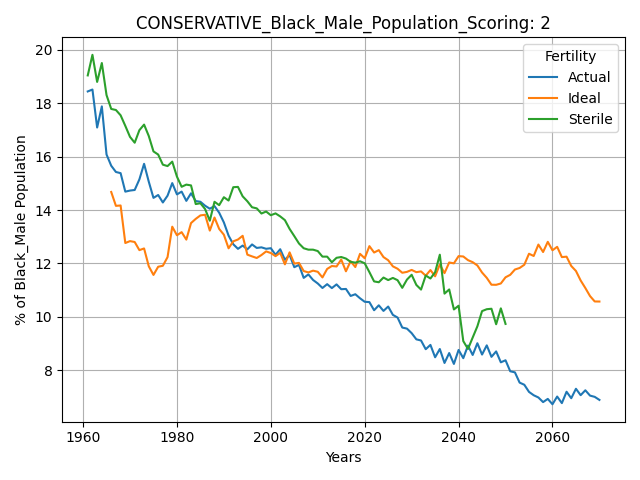 CONSERVATIVE_Black_Male_Population_Scoring: 2
% of Black_Male Population
20
18
16
14
12
10
8
Fertility
Actual
Ideal
Sterile
1960 1980 2000 2020 2040 2060
Years